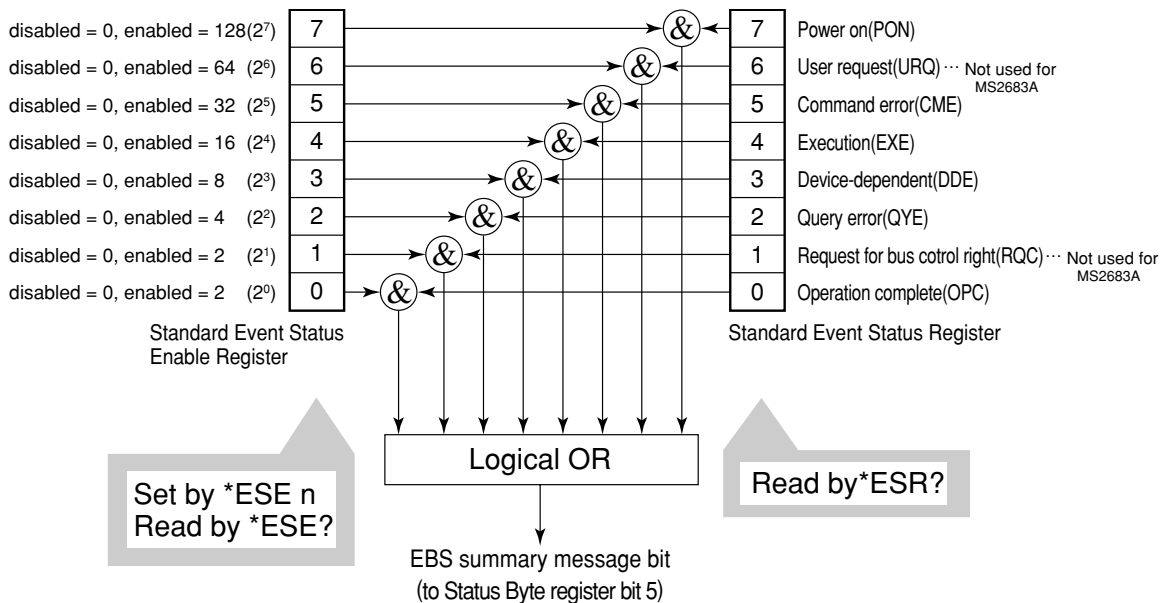 disabled = 0, enabled = 128(2⁷) 7 & 7 Power on(PON)
disabled = 0, enabled = 64 (2⁶) 6 & 6 User request(URQ) ··· Not used for
MS2683A
disabled = 0, enabled = 32 (2⁵) 5 & 5 Command error(CME)
disabled = 0, enabled = 16 (2⁴) 4 & 4 Execution(EXE)
disabled = 0, enabled = 8 (2³) 3 & 3 Device-dependent(DDE)
disabled = 0, enabled = 4 (2²) 2 & 2 Query error(QYE)
disabled = 0, enabled = 2 (2¹) 1 & 1 Request for bus cotrol right(RQC) ··· Not used for
MS2683A
disabled = 0, enabled = 2 (2⁰) 0 & 0 Operation complete(OPC)
Standard Event Status
Enable Register
Standard Event Status Register
Logical OR
Set by *ESE n
Read by *ESE?
Read by*ESR?
EBS summary message bit
(to Status Byte register bit 5)